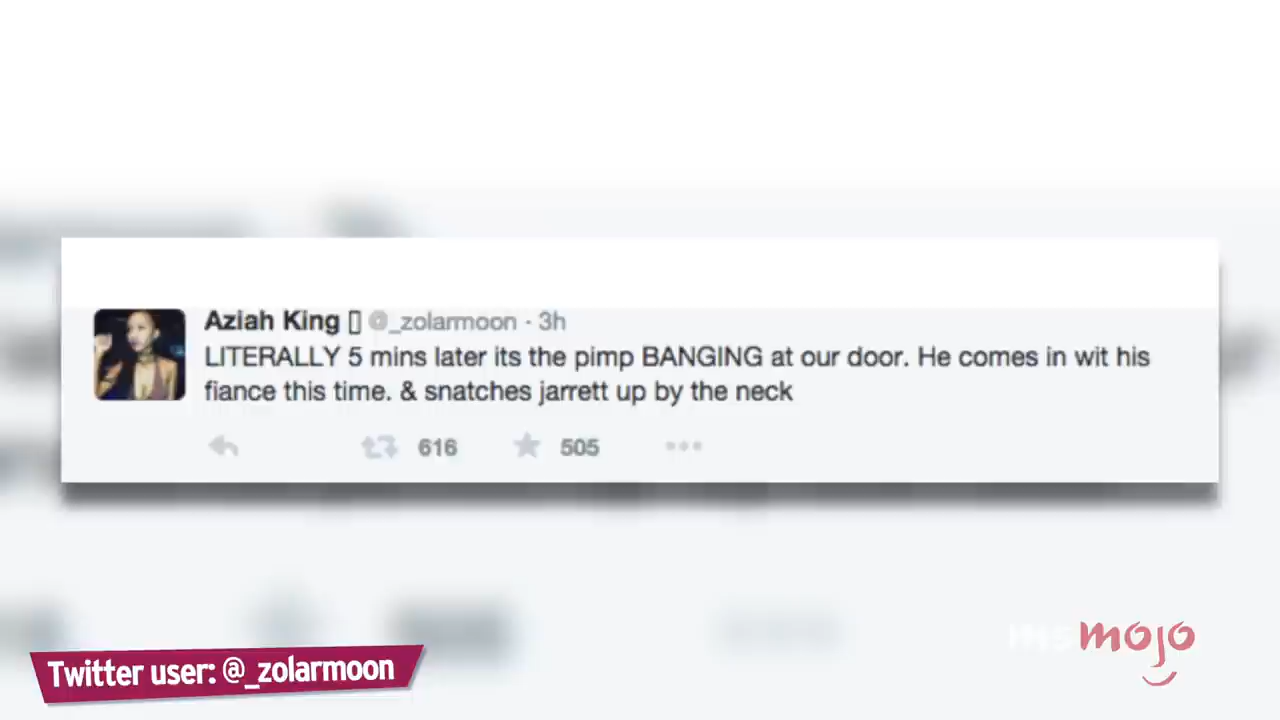 Aziah King @_zolarmoon · 3h
LITERALLY 5 mins later its the pimp BANGING at our door. He comes in wit his
fiance this time. & snatches jarrett up by the neck
616 505
msmojo
Twitter user: @_zolarmoon